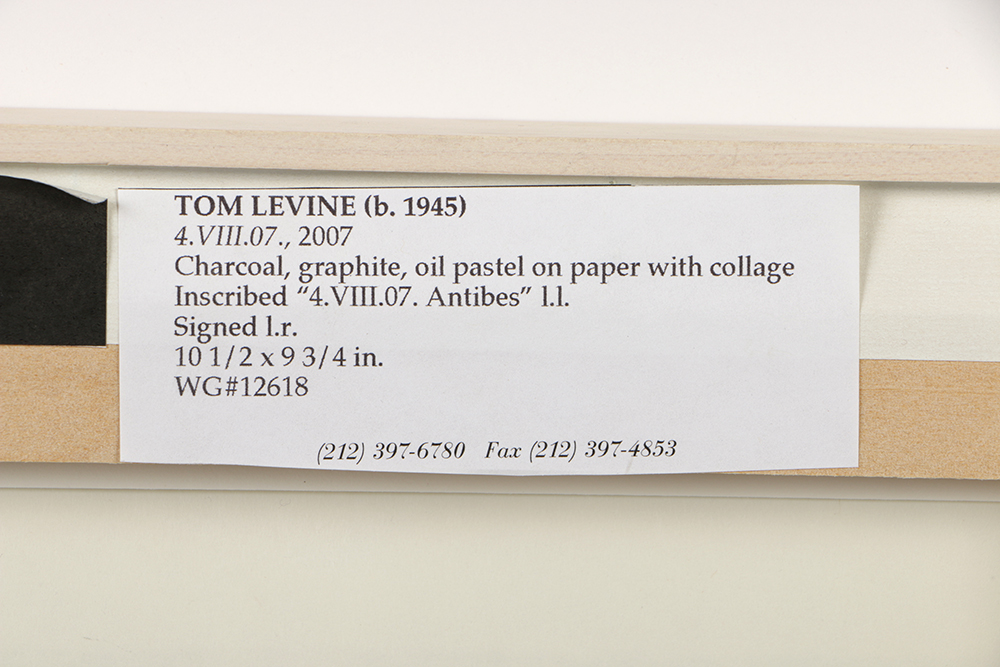 TOM LEVINE (b. 1945)
4.VIII.07., 2007
Charcoal, graphite, oil pastel on paper with collage
Inscribed “4.VIII.07. Antibes” l.l.
Signed l.r.
10 1/2 x 9 3/4 in.
WG#12618
(212) 397-6780 Fax (212) 397-4853